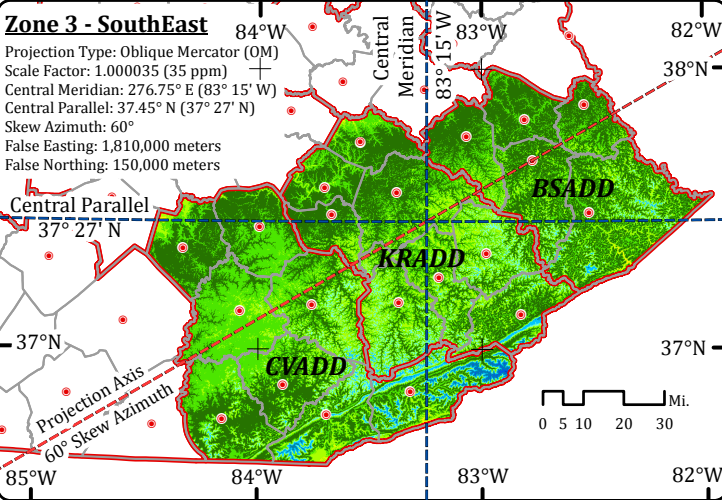 Zone 3 - SouthEast
Projection Type: Oblique Mercator (OM)
Scale Factor: 1.000035 (35 ppm)
Central Meridian: 276.75° E (83° 15' W)
Central Parallel: 37.45° N (37° 27' N)
Skew Azimuth: 60°
False Easting: 1,810,000 meters
False Northing: 150,000 meters
84°W
Central
Meridian
83° 15' W
83°W
82°W
38°N
Central Parallel
37° 27' N
BSADD
KRADD
CVADD
37°N
37°N
Projection Axis
60° Skew Azimuth
Mi.
0 5 10 20 30
85°W
84°W
83°W
82°W